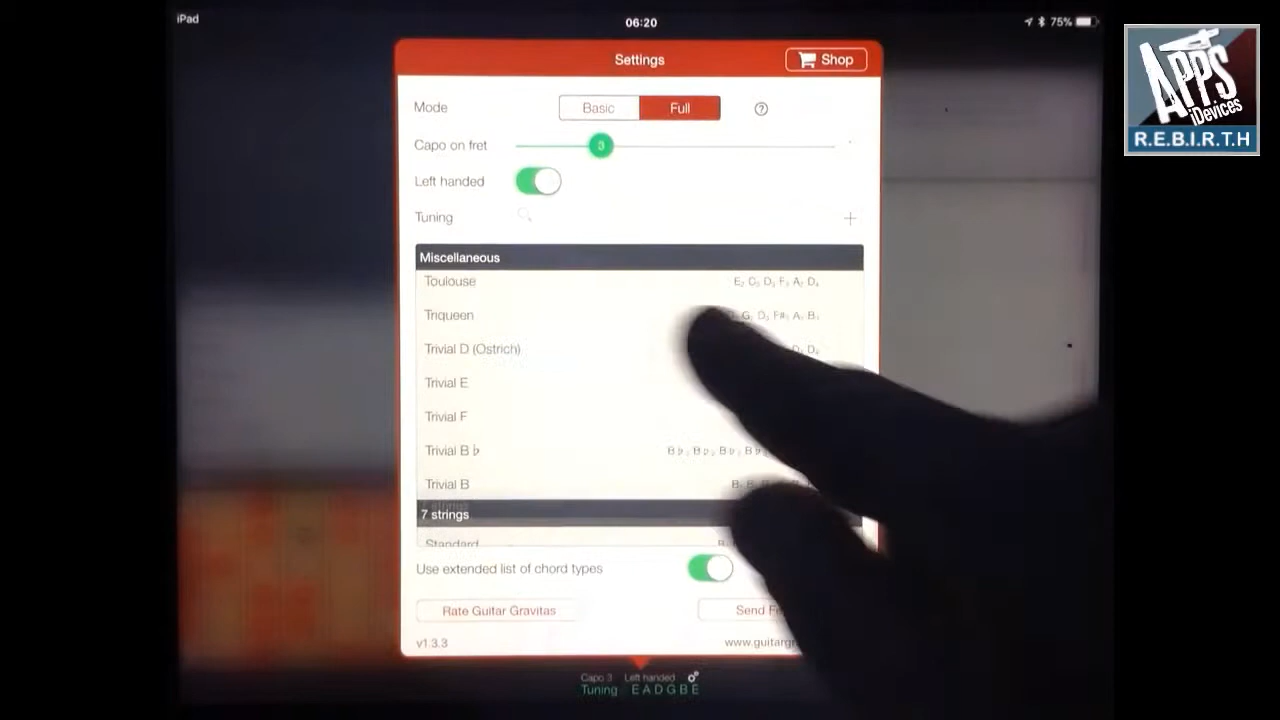 iPad
06:20
75%
Settings
Shop
Mode
Basic
Full
Capo on fret
3
Left handed
Tuning
Miscellaneous
Toulouse
Triqueen
Trivial D (Ostrich)
Trivial E
Trivial F
Trivial B♭
Trivial B
7 strings
Standard
Use extended list of chord types
Rate Guitar Gravitas
Send
v1.3.3
Capo 3 Left handed
Tuning E A D G B E
APPS
iDevices
R.E.B.I.R.T.H